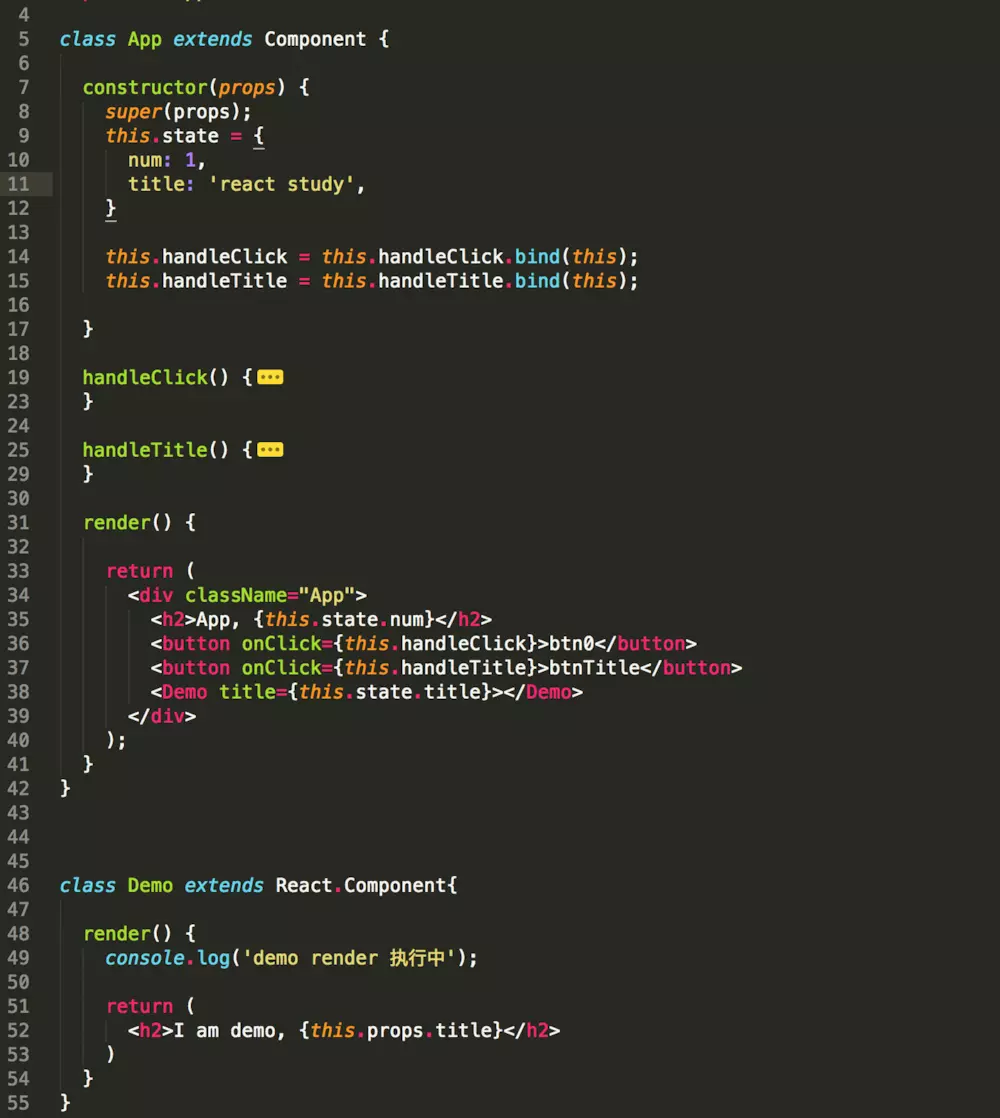 4
5 class App extends Component {
6
7   constructor(props) {
8     super(props);
9     this.state = {
10       num: 1,
11       title: 'react study',
12     }
13
14     this.handleClick = this.handleClick.bind(this);
15     this.handleTitle = this.handleTitle.bind(this);
16
17   }
18
19   handleClick() {
23   }
24
25   handleTitle() {
29   }
30
31   render() {
32
33     return (
34       <div className="App">
35         <h2>App, {this.state.num}</h2>
36         <button onClick={this.handleClick}>btn0</button>
37         <button onClick={this.handleTitle}>btnTitle</button>
38         <Demo title={this.state.title}></Demo>
39       </div>
40     );
41   }
42 }
43
44
45
46 class Demo extends React.Component{
47
48   render() {
49     console.log('demo render 执行中');
50
51     return (
52       <h2>I am demo, {this.props.title}</h2>
53     )
54   }
55 }